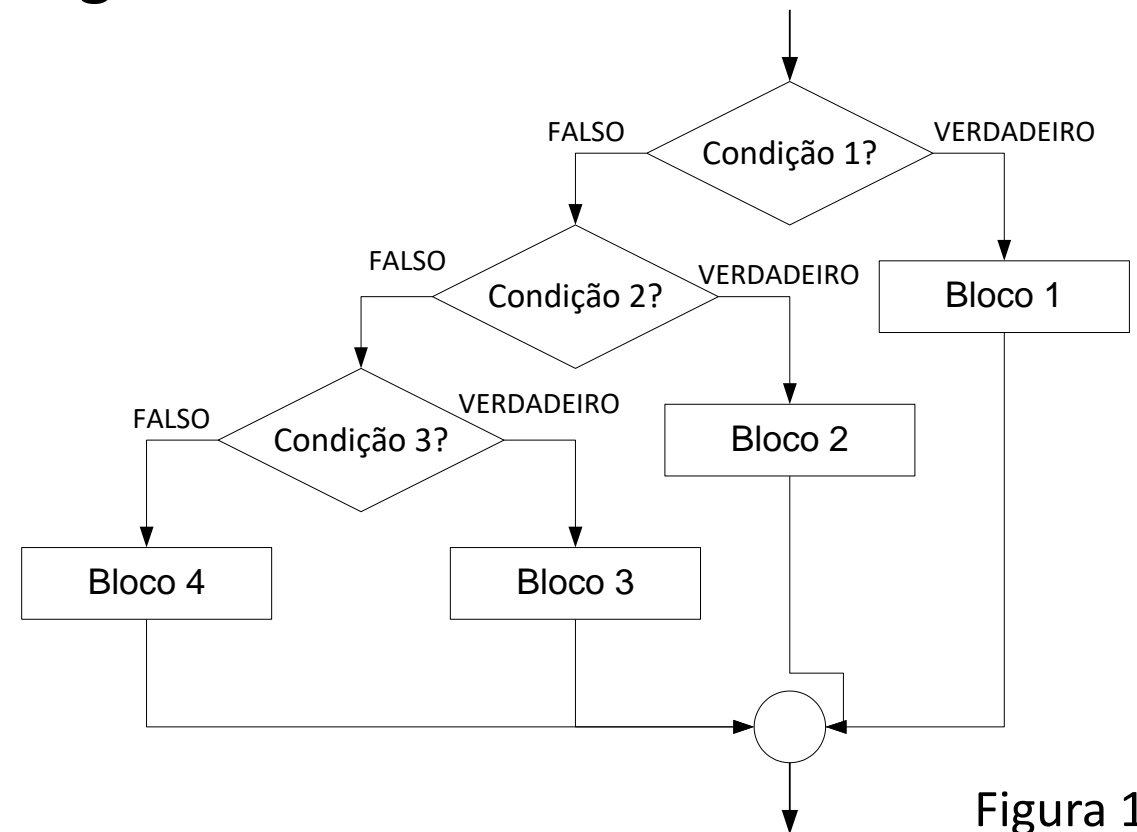 FALSO
VERDADEIRO
Condição 1?
FALSO
VERDADEIRO
Condição 2?
Bloco 1
FALSO
VERDADEIRO
Condição 3?
Bloco 2
Bloco 4
Bloco 3
Figura 1